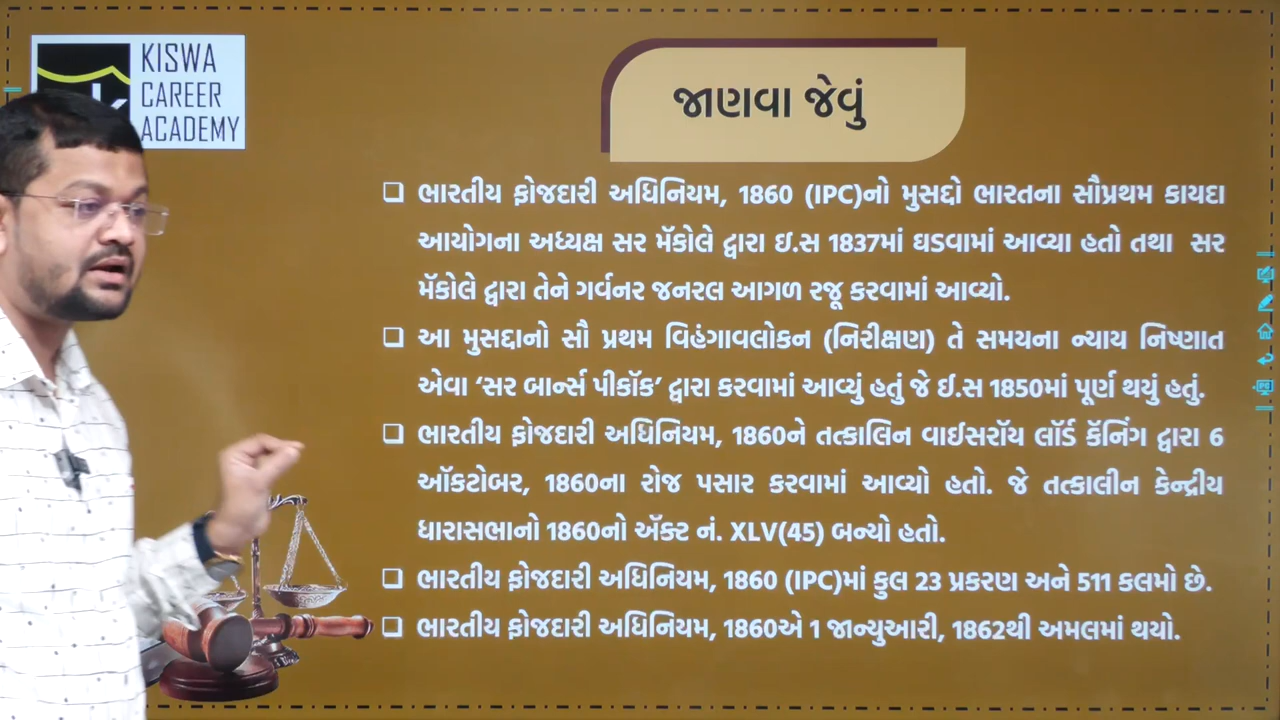 KISWA
CAREER
ACADEMY
જાણવા જેવું
❑ ભારતીય ફોજદારી અધિનિયમ, 1860 (IPC)નો મુસદ્દો ભારતના સૌપ્રથમ કાયદા
આયોગના અધ્યક્ષ સર મૅકોલે દ્વારા ઇ.સ 1837માં ઘડવામાં આવ્યા હતો તથા સર
મૅકોલે દ્વારા તેને ગર્વનર જનરલ આગળ રજૂ કરવામાં આવ્યો.
❑ આ મુસદ્દાનો સૌ પ્રથમ વિહંગાવલોકન (નિરીક્ષણ) તે સમયના ન્યાય નિષ્ણાત
એવા ‘સર બાર્ન્સ પીકૉક’ દ્વારા કરવામાં આવ્યું હતું જે ઈ.સ 1850માં પૂર્ણ થયું હતું.
❑ ભારતીય ફોજદારી અધિનિયમ, 1860ને તત્કાલિન વાઈસરૉય લૉર્ડ કૅનિંગ દ્વારા 6
ઑકટોબર, 1860ના રોજ પસાર કરવામાં આવ્યો હતો. જે તત્કાલીન કેન્દ્રીય
ધારાસભાનો 1860નો ઍક્ટ નં. XLV(45) બન્યો હતો.
❑ ભારતીય ફોજદારી અધિનિયમ, 1860 (IPC)માં કુલ 23 પ્રકરણ અને 511 કલમો છે.
❑ ભારતીય ફોજદારી અધિનિયમ, 1860એ 1 જાન્યુઆરી, 1862થી અમલમાં થયો.